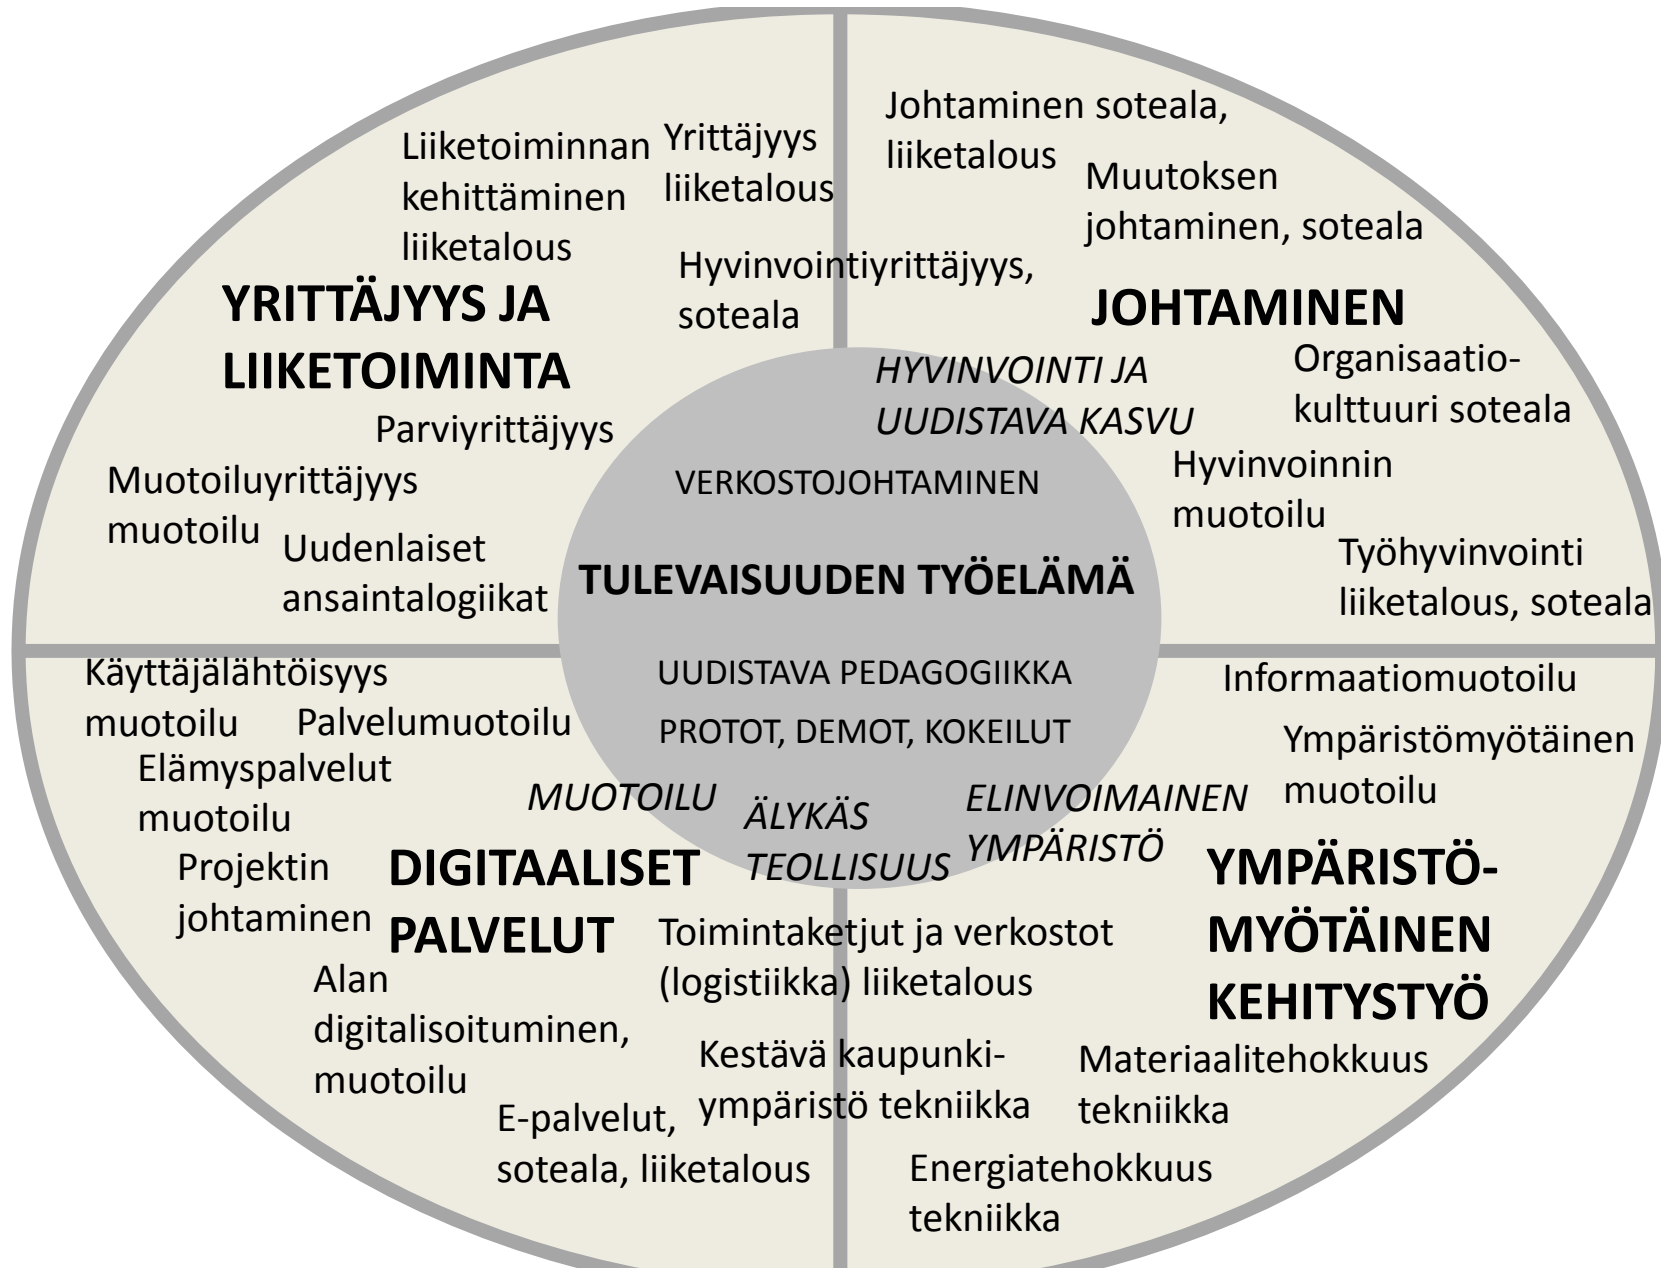 Liiketoiminnan
kehittäminen
liiketalous
Yrittäjyys
liiketalous
Hyvinvointiyrittäjyys,
soteala
YRITTÄJYYS JA
LIIKETOIMINTA
Parviyrittäjyys
Muotoiluyrittäjyys
muotoilu
Uudenlaiset
ansaintalogiikat
Johtaminen soteala,
liiketalous
Muutoksen
johtaminen, soteala
JOHTAMINEN
Organisaatio-
kulttuuri soteala
Hyvinvoinnin
muotoilu
Työhyvinvointi
liiketalous, soteala
HYVINVOINTI JA
UUDISTAVA KASVU
VERKOSTOJOHTAMINEN
TULEVAISUUDEN TYÖELÄMÄ
UUDISTAVA PEDAGOGIIKKA
PROTOT, DEMOT, KOKEILUT
MUOTOILU
ÄLYKÄS
TEOLLISUUS
ELINVOIMAINEN
YMPÄRISTÖ
Käyttäjälähtöisyys
muotoilu
Palvelumuotoilu
Elämyspalvelut
muotoilu
Projektin
johtaminen
DIGITAALISET
PALVELUT
Alan
digitalisoituminen,
muotoilu
E-palvelut,
soteala, liiketalous
Toimintaketjut ja verkostot
(logistiikka) liiketalous
Kestävä kaupunki-
ympäristö tekniikka
Informaatiomuotoilu
Ympäristömyötäinen
muotoilu
YMPÄRISTÖ-
MYÖTÄINEN
KEHITYSTYÖ
Materiaalitehokkuus
tekniikka
Energiatehokkuus
tekniikka